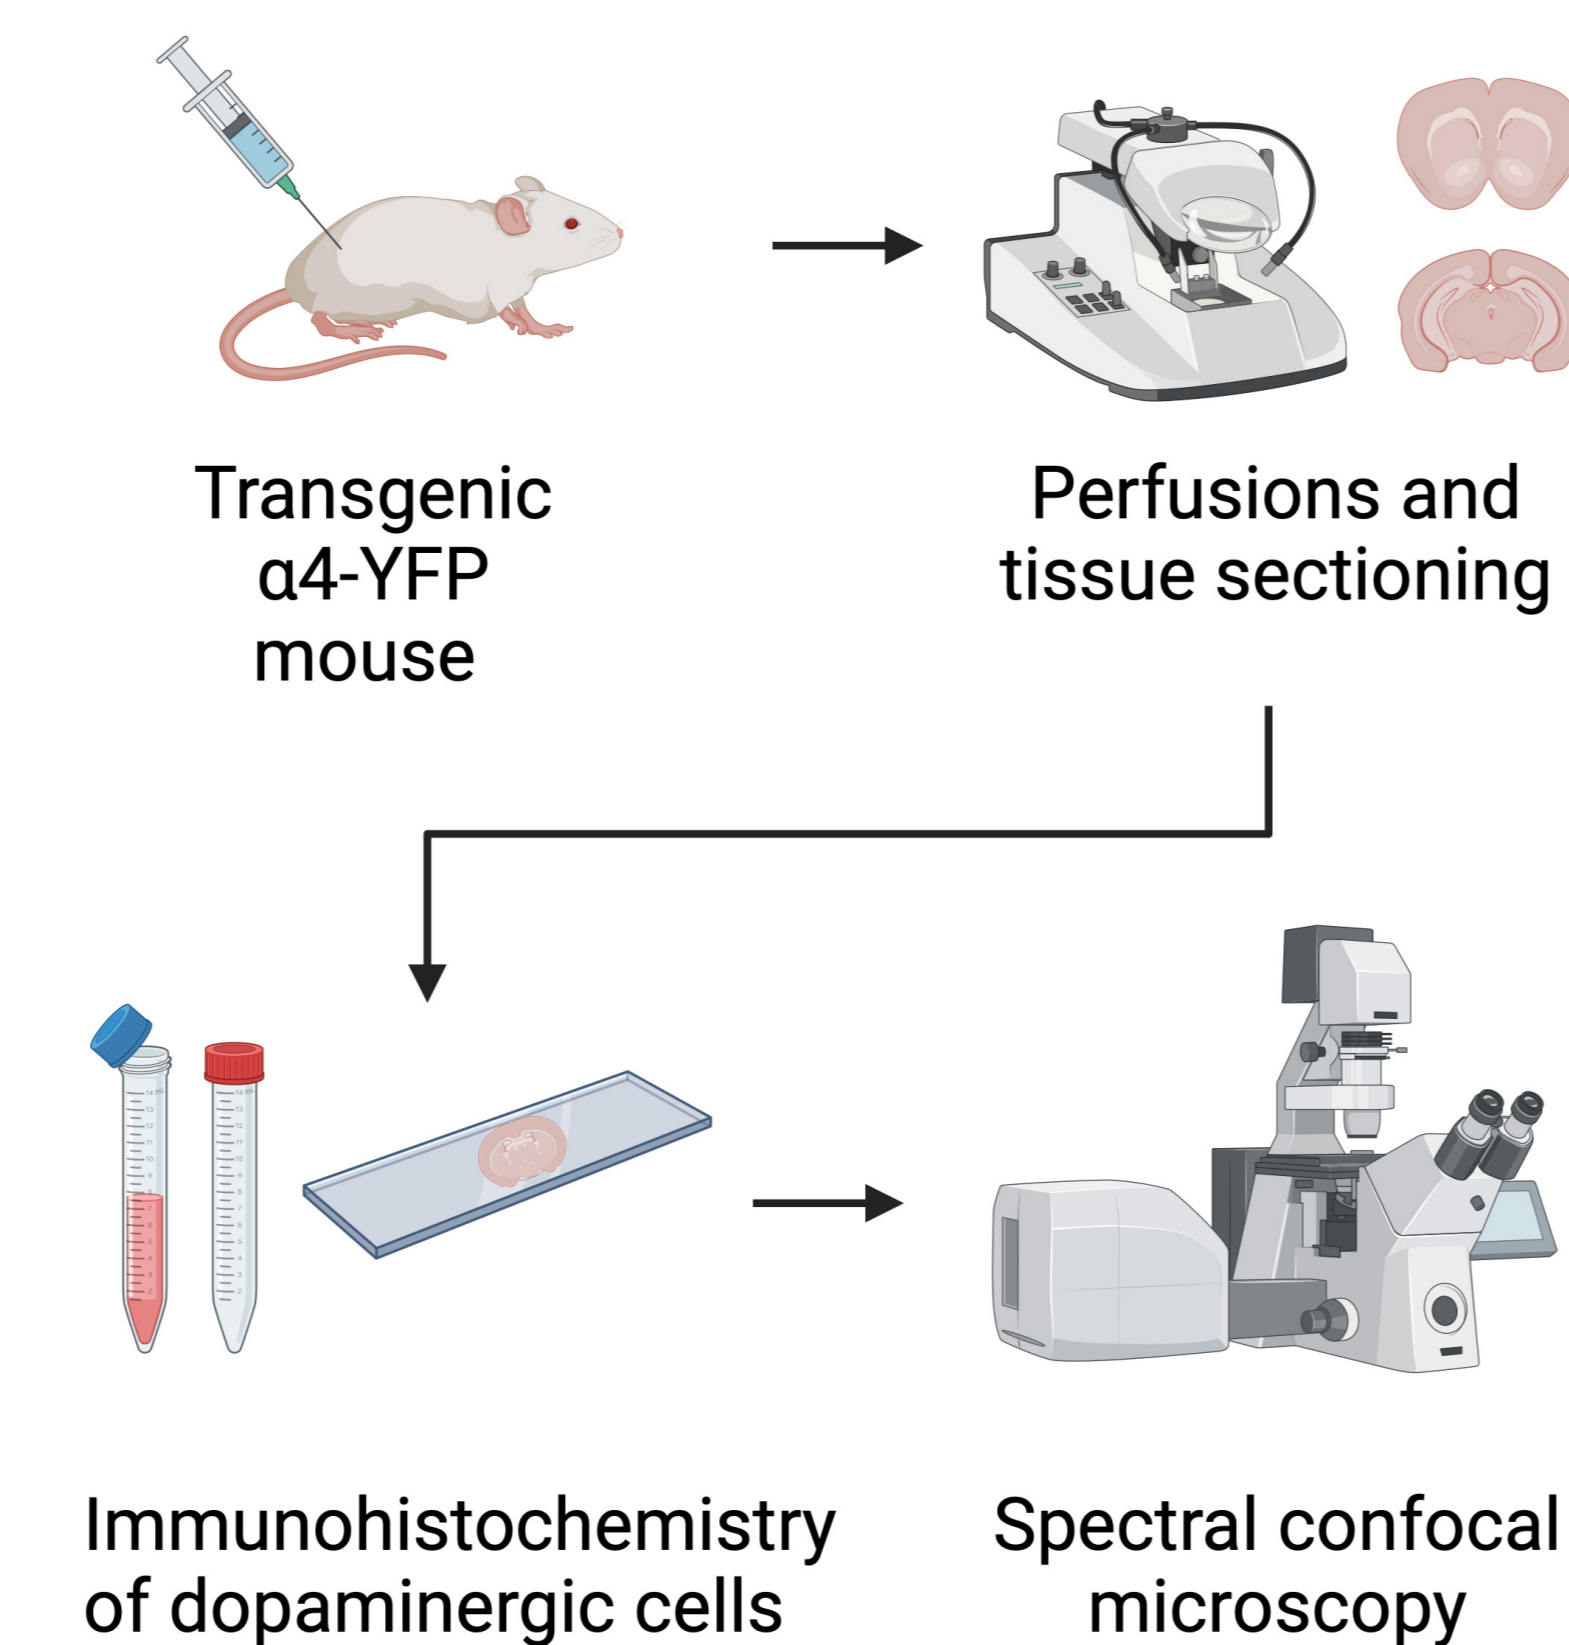 Transgenic
α4-YFP
mouse
Perfusions and
tissue sectioning
Immunohistochemistry
of dopaminergic cells
Spectral confocal
microscopy